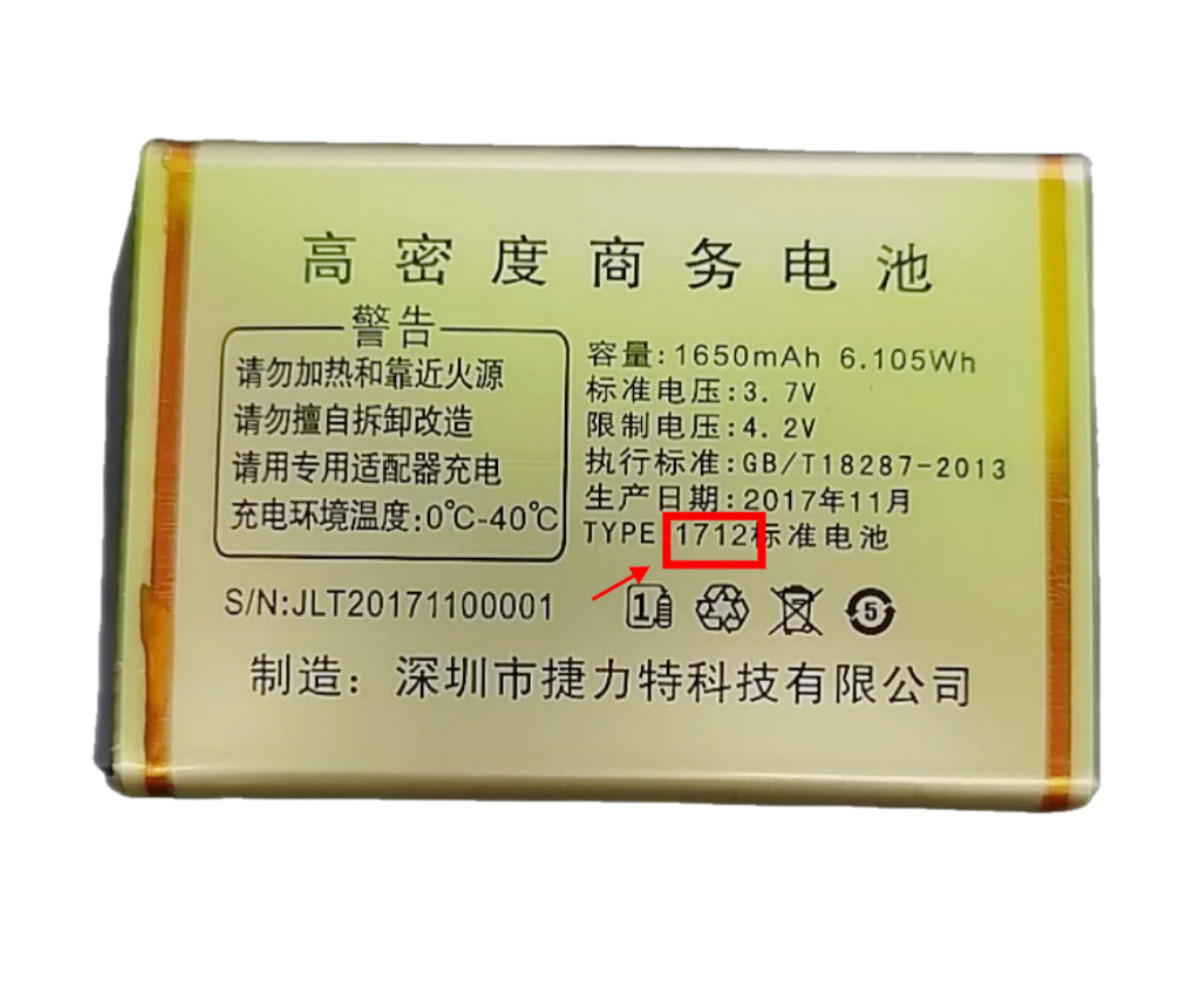 高密度商务电池
警告
请勿加热和靠近火源
请勿擅自拆卸改造
请用专用适配器充电
充电环境温度:0℃-40℃
容量:1650mAh 6.105Wh
标准电压:3.7V
限制电压:4.2V
执行标准:GB/T18287-2013
生产日期:2017年11月
TYPE 1712标准电池
S/N:JLT20171100001
1
5
制造：深圳市捷力特科技有限公司